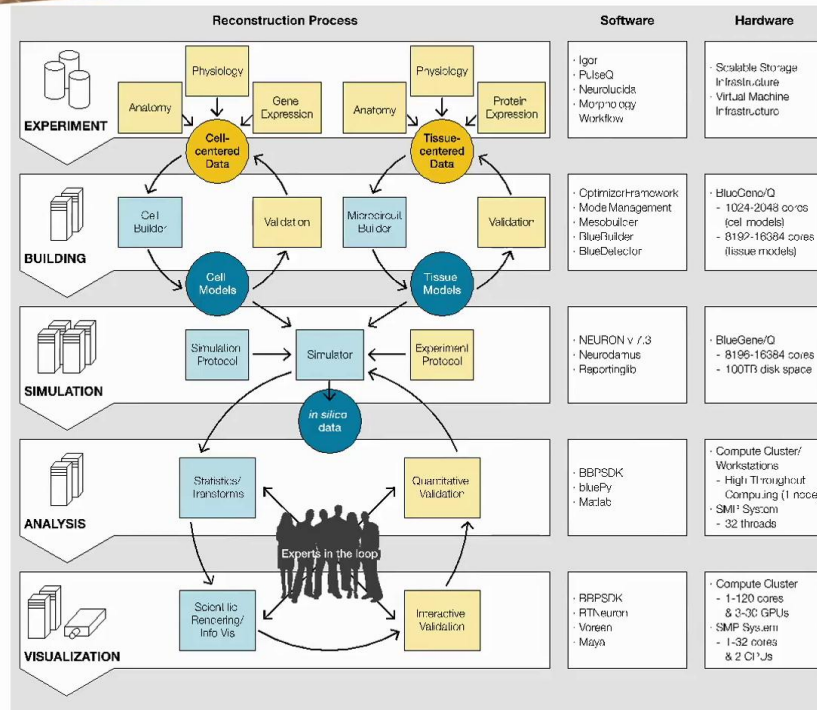 Reconstruction Process
Software
Hardware
EXPERIMENT
Anatomy
Physiology
Gene
Expression
Cell-
centered
Data
Anatomy
Physiology
Protein
Expression
Tissue-
centered
Data
· Igor
· PulseQ
· Neurolucida
· Morphology
Workflow
· Scalable Storage
Infrastructure
· Virtual Machine
Infrastructure
BUILDING
Cell
Builder
Validation
Microcircuit
Builder
Validation
Cell
Models
Tissue
Models
· OptimizerFramework
· ModelManagement
· Mesobuilder
· BlueBuilder
· BlueDetector
· BlueGene/Q
- 1024-2048 cores
(cell models)
- 8192-16384 cores
(tissue models)
SIMULATION
Simulation
Protocol
Simulator
Experiment
Protocol
in silico
data
· NEURON v 7.3
· Neurodamus
· Reportinglib
· BlueGene/Q
- 8196-16384 cores
- 100TB disk space
ANALYSIS
Statistics/
Transforms
Quantitative
Validation
Experts in the loop
· BBPSDK
· bluePy
· Matlab
· Compute Cluster/
Workstations
- High Throughput
Computing (1 node
· SMP System
- 32 threads
VISUALIZATION
Scientific
Rendering/
Info Vis
Interactive
Validation
· BBPSDK
· RTNeuron
· Voreen
· Maya
· Compute Cluster
- 1-120 cores
& 3-30 GPUs
· SMP System
- 1-32 cores
& 2